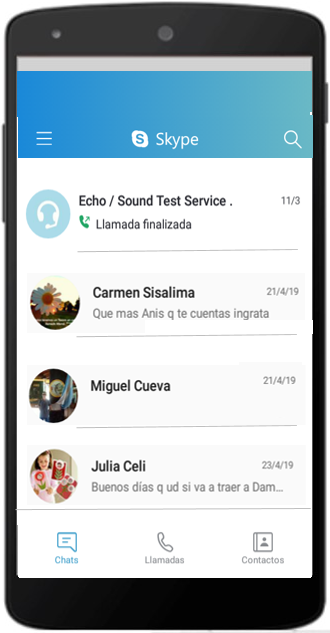 Skype
Echo / Sound Test Service . 11/3
Llamada finalizada
Carmen Sisalima 21/4/19
Que mas Anis q te cuentas ingrata
Miguel Cueva 21/4/19
Julia Celi 23/4/19
Buenos días q ud si va a traer a Dam...
Chats Llamadas Contactos